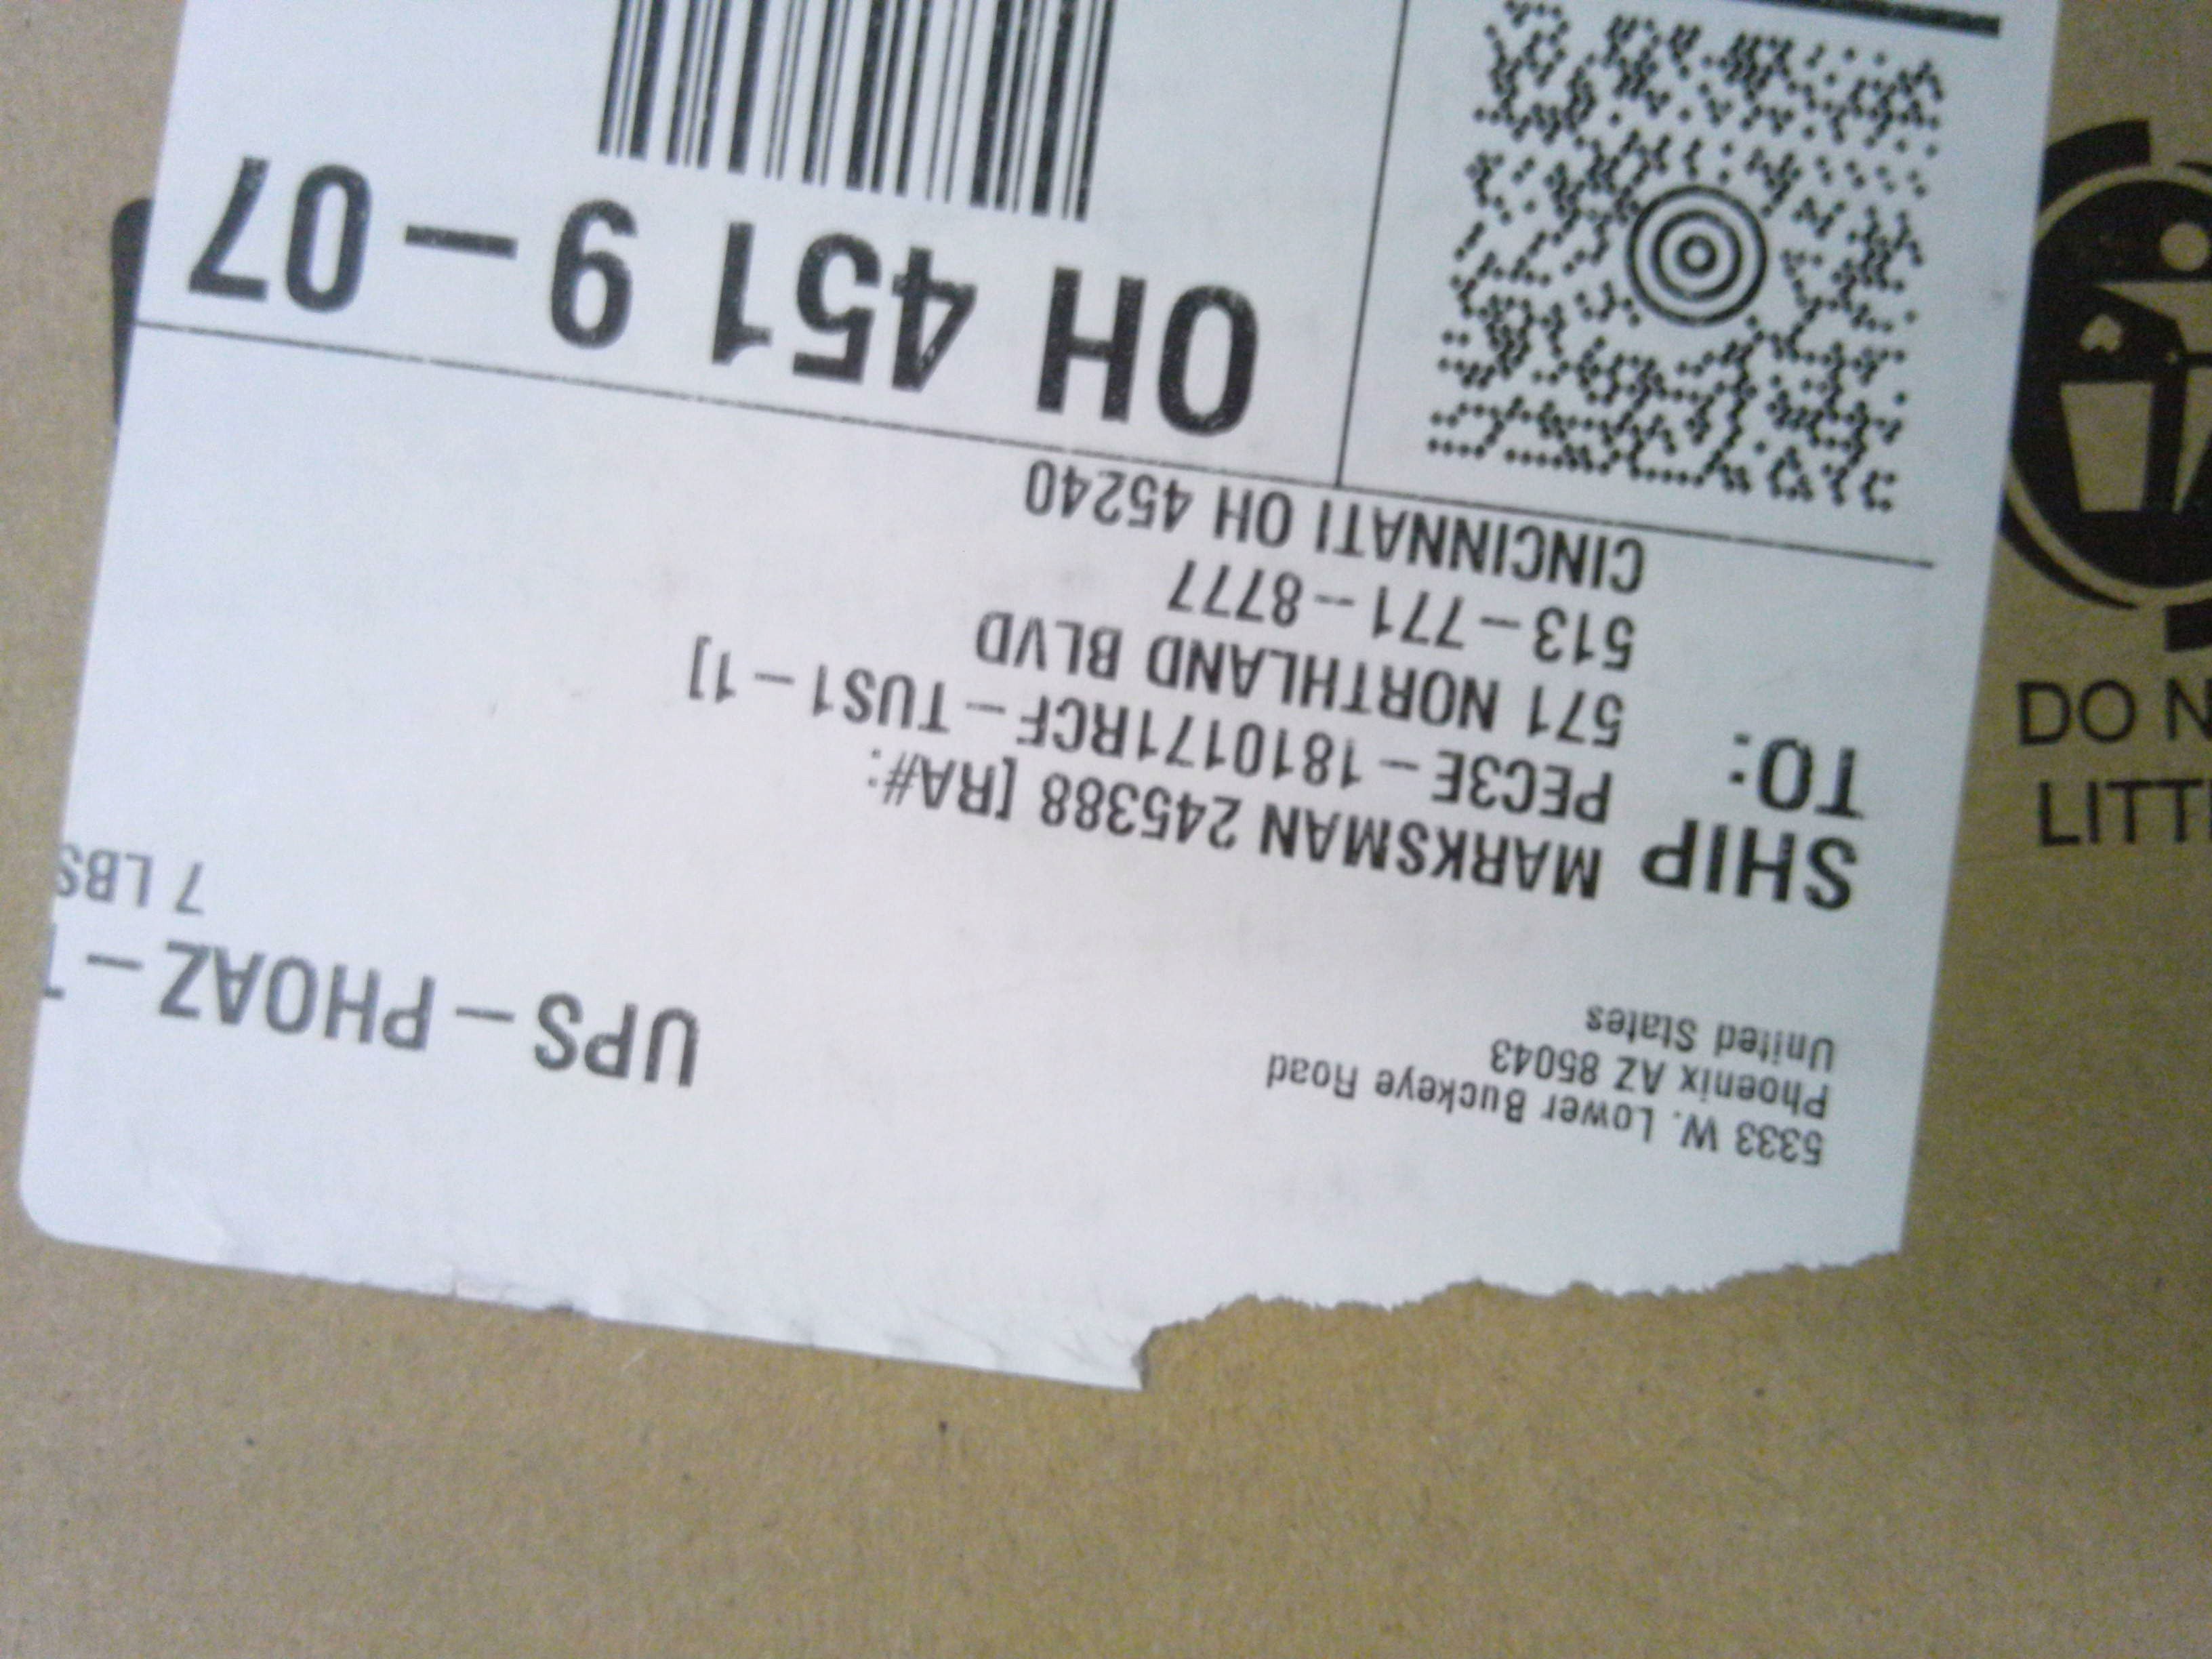 5333 W. Lower Buckeye Road
Phoenix AZ 85043
United States
UPS - PHOAZ -
7 LBS
SHIP
TO:
MARKSMAN 245388 [RA#:
PEC3E - 1810171RCF - TUS1 - 1]
571 NORTHLAND BLVD
513 - 771 - 8777
CINCINNATI OH 45240
OH 451 9 - 07
DO N
LITT